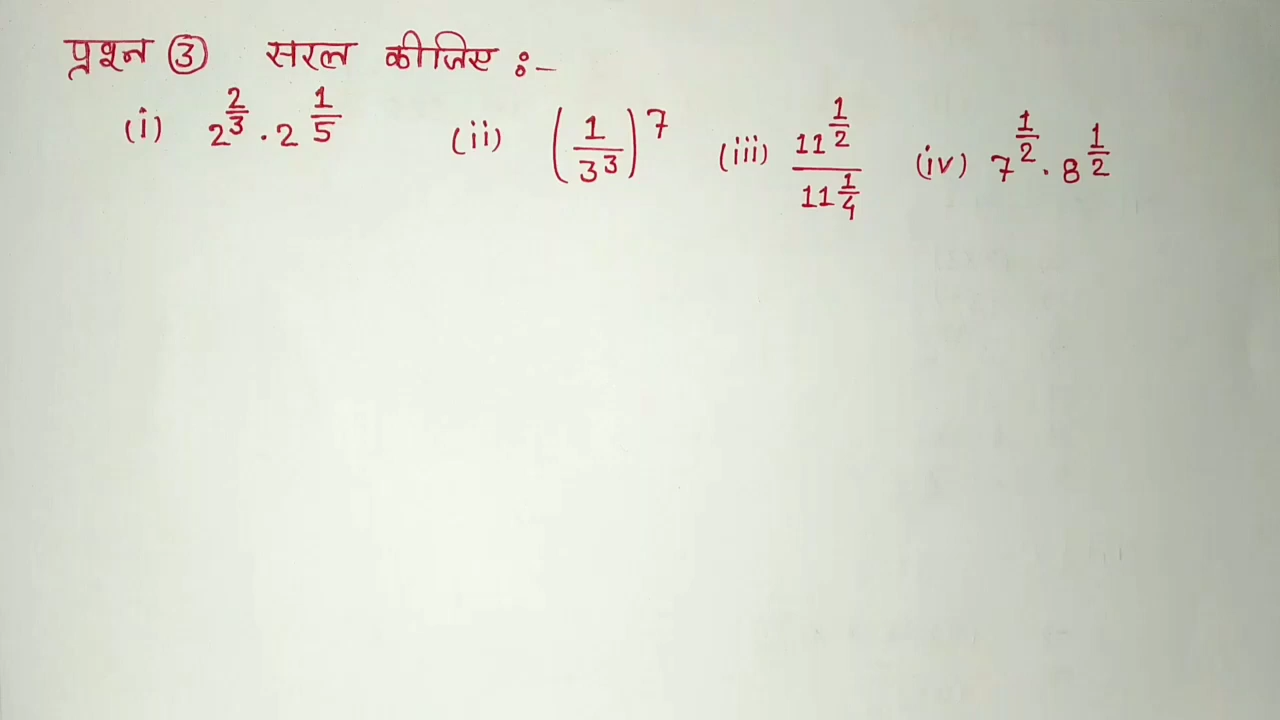 प्रश्न ③ सरल कीजिए :-
(i) 2^{2/3} · 2^{1/5} (ii) (1/3^3)^7 (iii) 11^{1/2}/11^{1/4} (iv) 7^{1/2} · 8^{1/2}